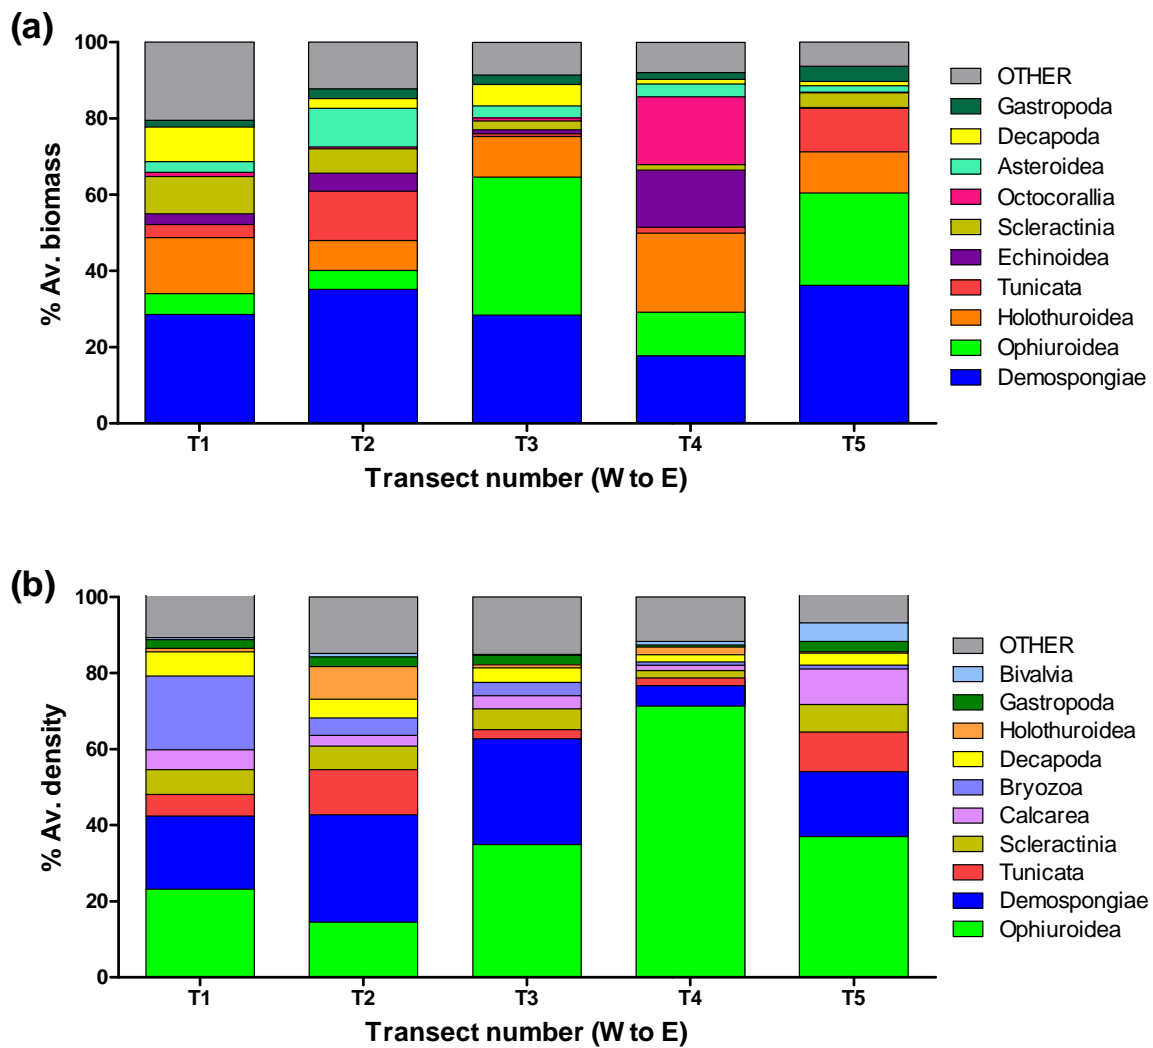 (a)
100
80
60
40
20
0
% Av. biomass
T1 T2 T3 T4 T5
Transect number (W to E)
OTHER
Gastropoda
Decapoda
Asteroidea
Octocorallia
Scleractinia
Echinoidea
Tunicata
Holothuroidea
Ophiuroidea
Demospongiae
(b)
100
80
60
40
20
0
% Av. density
T1 T2 T3 T4 T5
Transect number (W to E)
OTHER
Bivalvia
Gastropoda
Holothuroidea
Decapoda
Bryozoa
Calcarea
Scleractinia
Tunicata
Demospongiae
Ophiuroidea